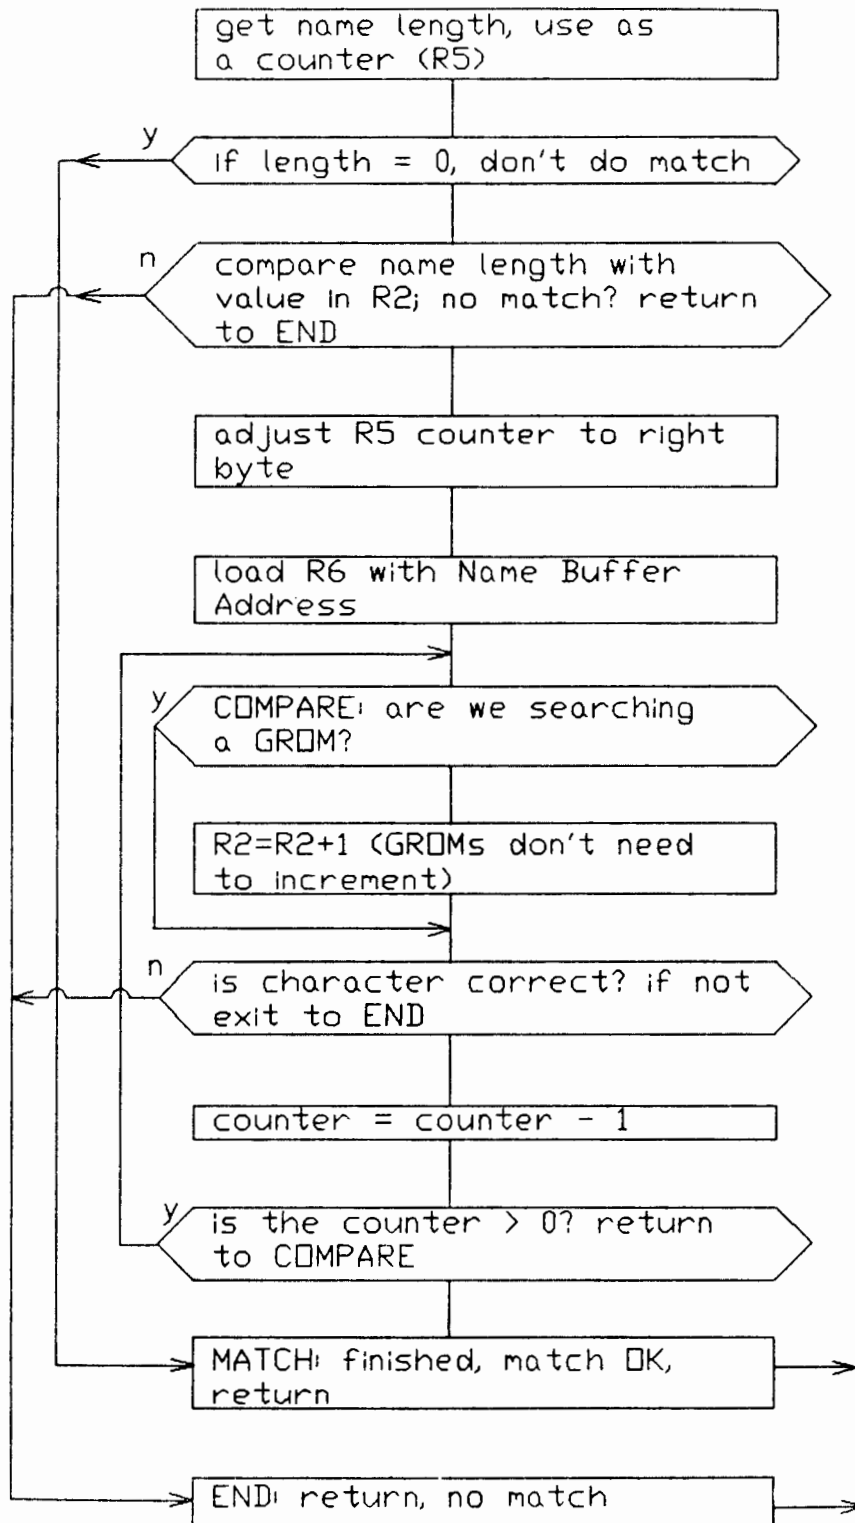 get name length, use as
a counter (R5)
y
if length = 0, don't do match
n
compare name length with
value in R2; no match? return
to END
adjust R5 counter to right
byte
load R6 with Name Buffer
Address
y
COMPARE: are we searching
a GROM?
R2=R2+1 (GROMs don't need
to increment)
n
is character correct? if not
exit to END
counter = counter - 1
y
is the counter > 0? return
to COMPARE
MATCH: finished, match OK,
return
END: return, no match